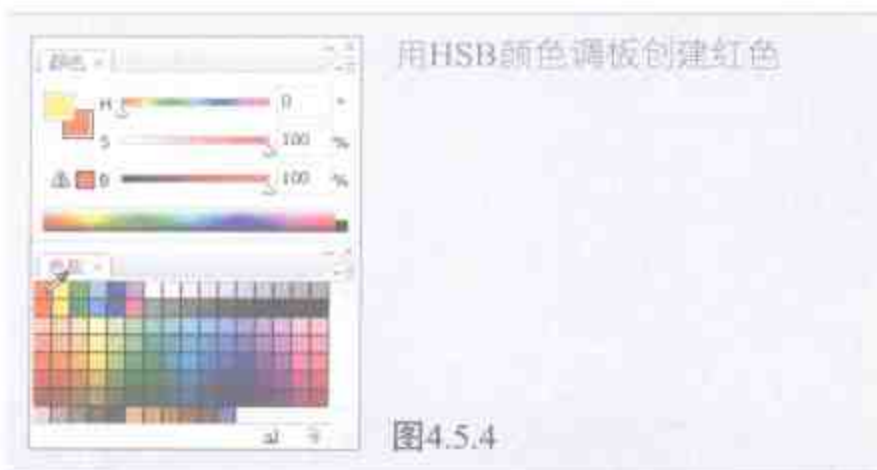 用HSB颜色调板创建红色
颜色 ×
H 0 °
S 100 %
B 100 %
色板 ×
图4.5.4